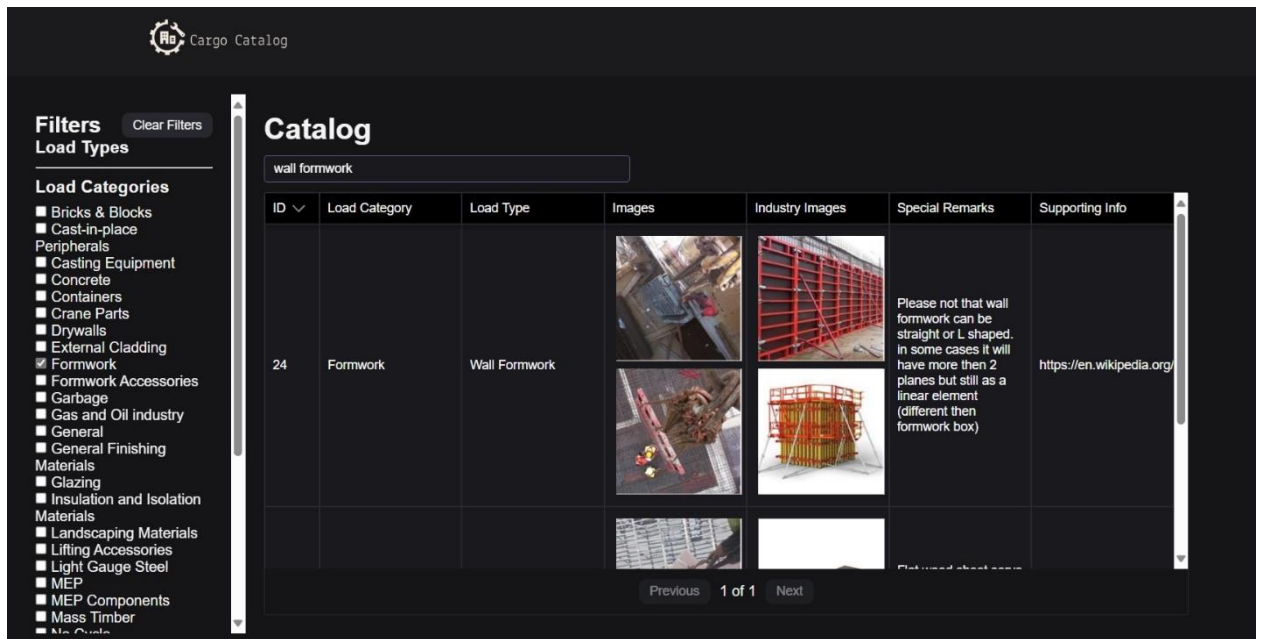 Cargo Catalog
Filters
Clear Filters
Load Types
Load Categories
Bricks & Blocks
Cast-in-place
Peripherals
Casting Equipment
Concrete
Containers
Crane Parts
Drywalls
External Cladding
Formwork
Formwork Accessories
Garbage
Gas and Oil industry
General
General Finishing
Materials
Glazing
Insulation and Isolation
Materials
Landscaping Materials
Lifting Accessories
Light Gauge Steel
MEP
MEP Components
Mass Timber
Catalog
wall formwork
ID
Load Category
Load Type
Images
Industry Images
Special Remarks
Supporting Info
24
Formwork
Wall Formwork
Please not that wall
formwork can be
straight or L shaped.
in some cases it will
have more then 2
planes but still as a
linear element
(different then
formwork box)
https://en.wikipedia.org/
Previous
1 of 1
Next